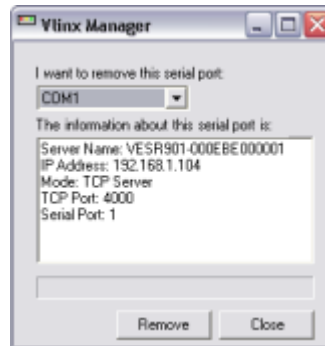 Vlinx Manager
I want to remove this serial port:
COM1
The information about this serial port is:
Server Name: VESR901-000EBE000001
IP Address: 192.168.1.104
Mode: TCP Server
TCP Port: 4000
Serial Port: 1
Remove Close